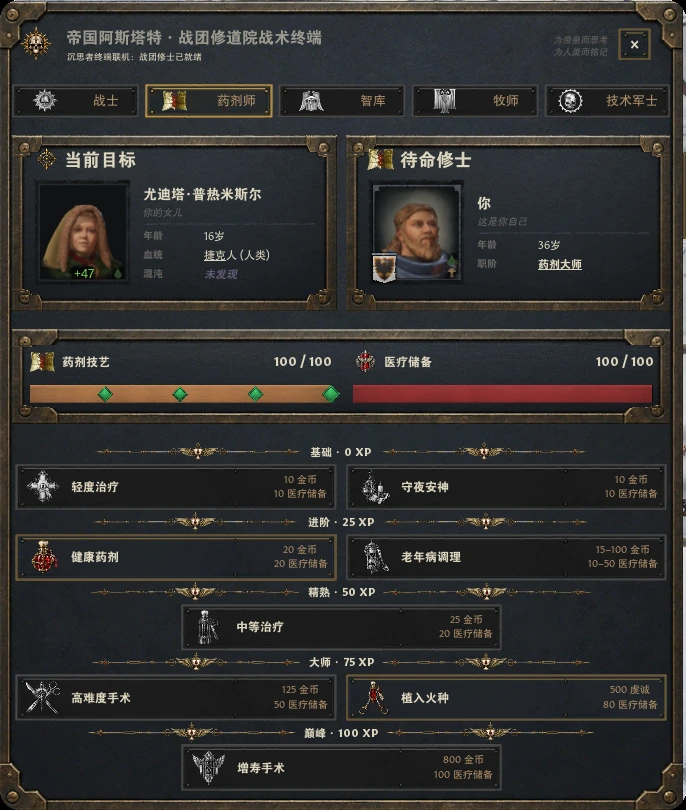 帝国阿斯塔特 · 战团修道院战术终端
沉思者终端联机：战团修士已就绪
为帝皇而思考
为人类而铭记
×
战士
药剂师
智库
牧师
技术军士
当前目标
尤迪塔·普热米斯尔
你的女儿
年龄 16岁
血统 捷克人 (人类)
混沌 未发现
+47
待命修士
你
这是你自己
年龄 36岁
职阶 药剂大师
药剂技艺 100 / 100
医疗储备 100 / 100
基础 · 0 XP
轻度治疗
10 金币
10 医疗储备
守夜安神
10 金币
10 医疗储备
进阶 · 25 XP
健康药剂
20 金币
20 医疗储备
老年病调理
15–100 金币
10–50 医疗储备
精熟 · 50 XP
中等治疗
25 金币
20 医疗储备
大师 · 75 XP
高难度手术
125 金币
50 医疗储备
植入火种
500 虔诚
80 医疗储备
巅峰 · 100 XP
增寿手术
800 金币
100 医疗储备